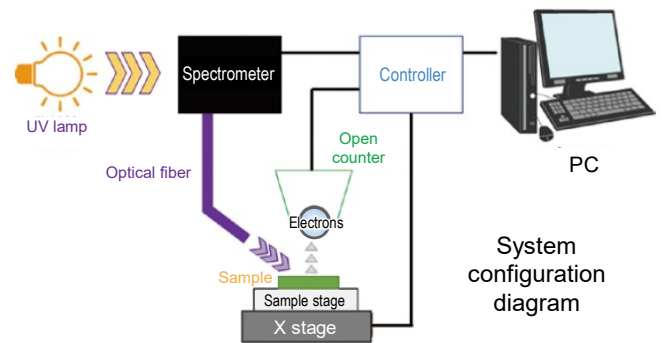 Spectrometer
Controller
UV lamp
Open
counter
PC
Optical fiber
Electrons
System
configuration
diagram
Sample
Sample stage
X stage